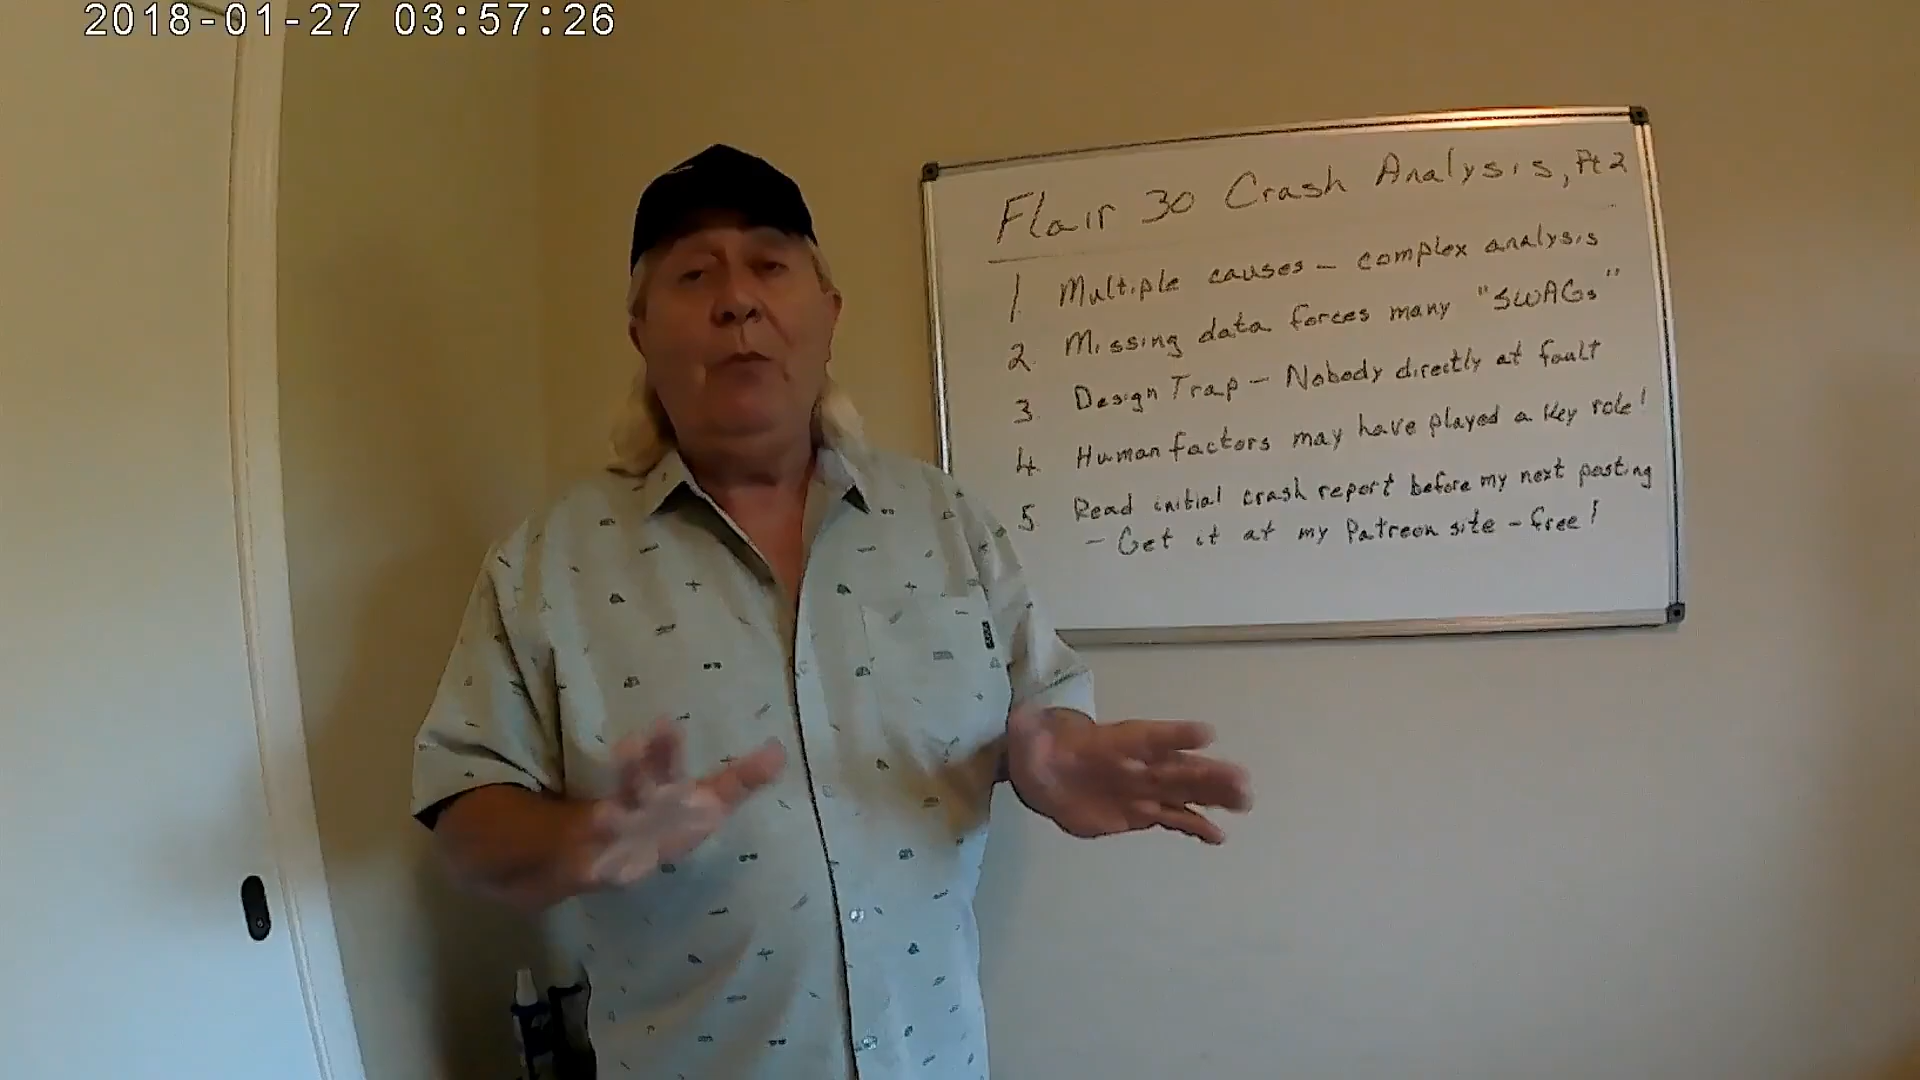 2018-01-27 03:57:26
Flair 30 Crash Analysis, Pt 2
1. Multiple causes - complex analysis
2. Missing data forces many "SWAGs"
3. Design Trap - Nobody directly at fault
4. Human factors may have played a key role!
5. Read initial crash report before my next posting
- Get it at my Patreon site - free!